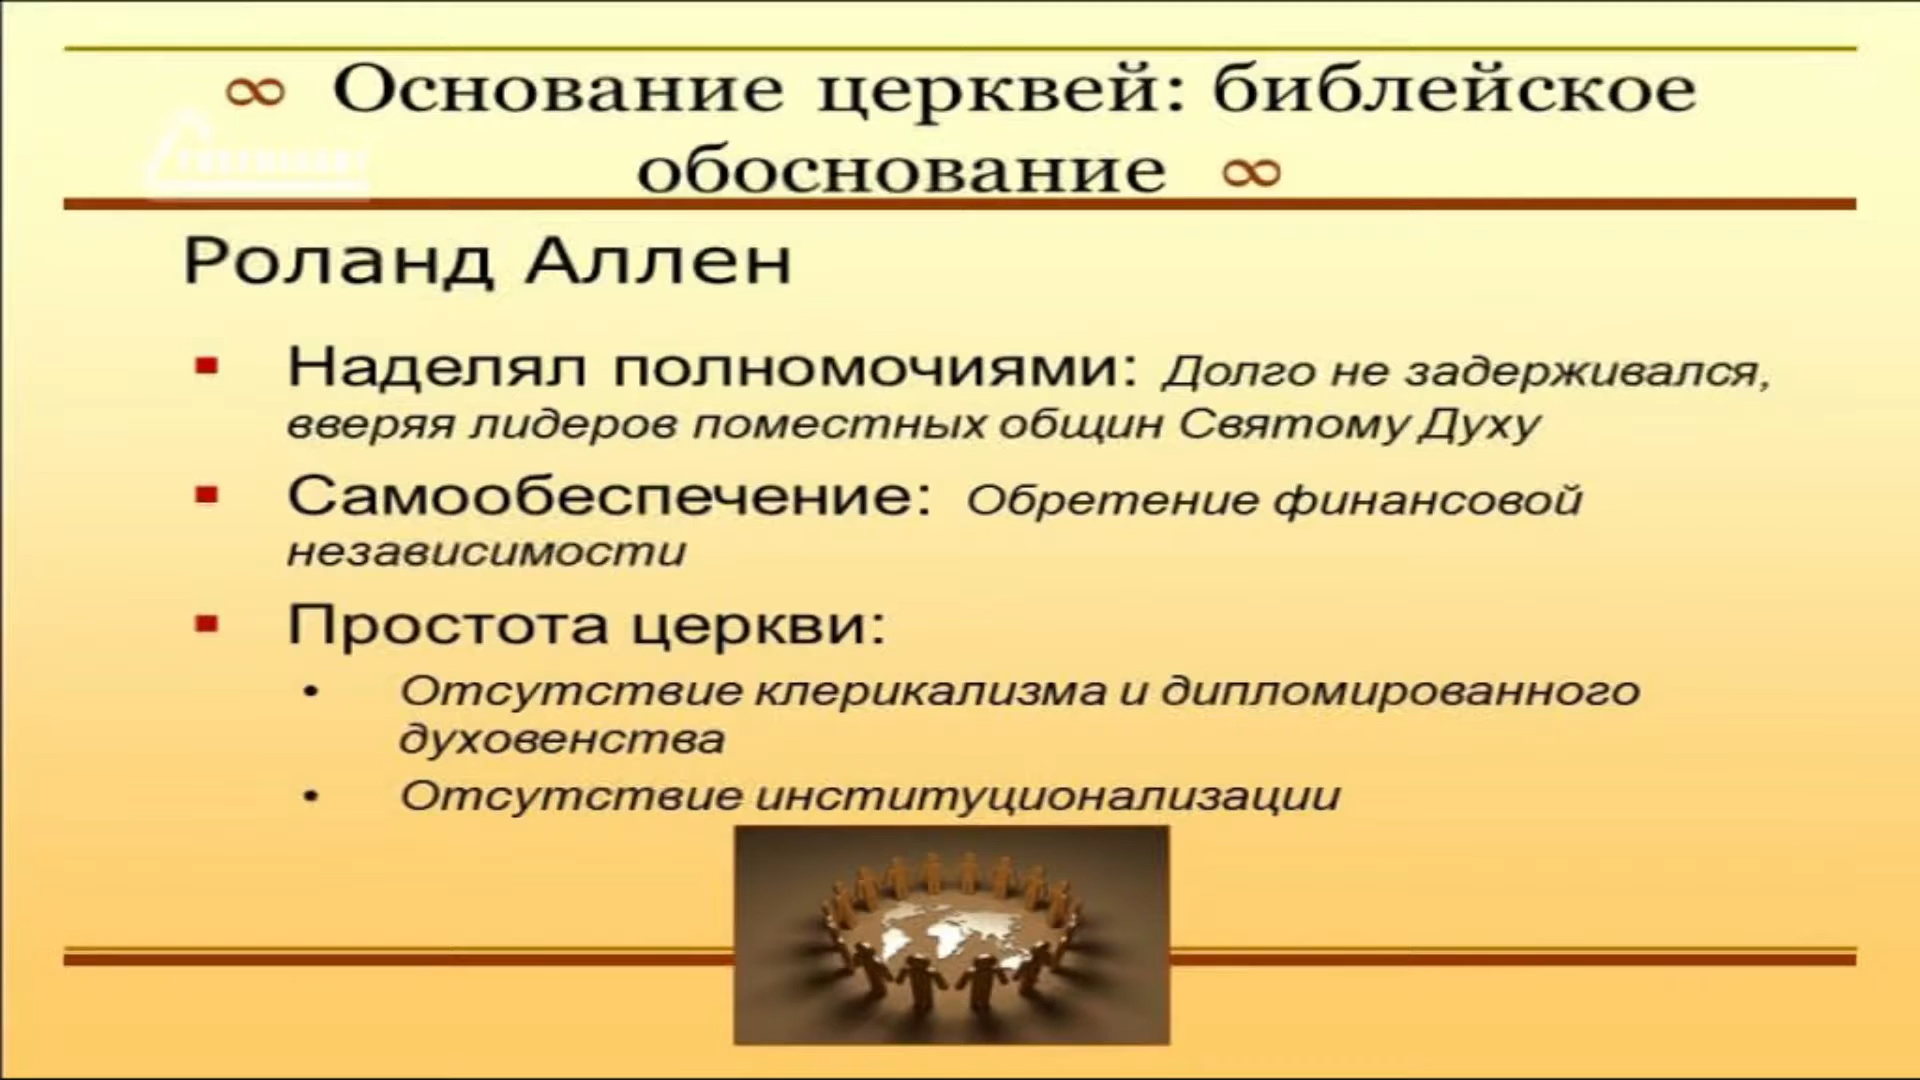 ∞ Основание церквей: библейское
обоснование ∞
Роланд Аллен
▪ Наделял полномочиями: Долго не задерживался,
вверяя лидеров поместных общин Святому Духу
▪ Самообеспечение: Обретение финансовой
независимости
▪ Простота церкви:
• Отсутствие клерикализма и дипломированного
духовенства
• Отсутствие институционализации